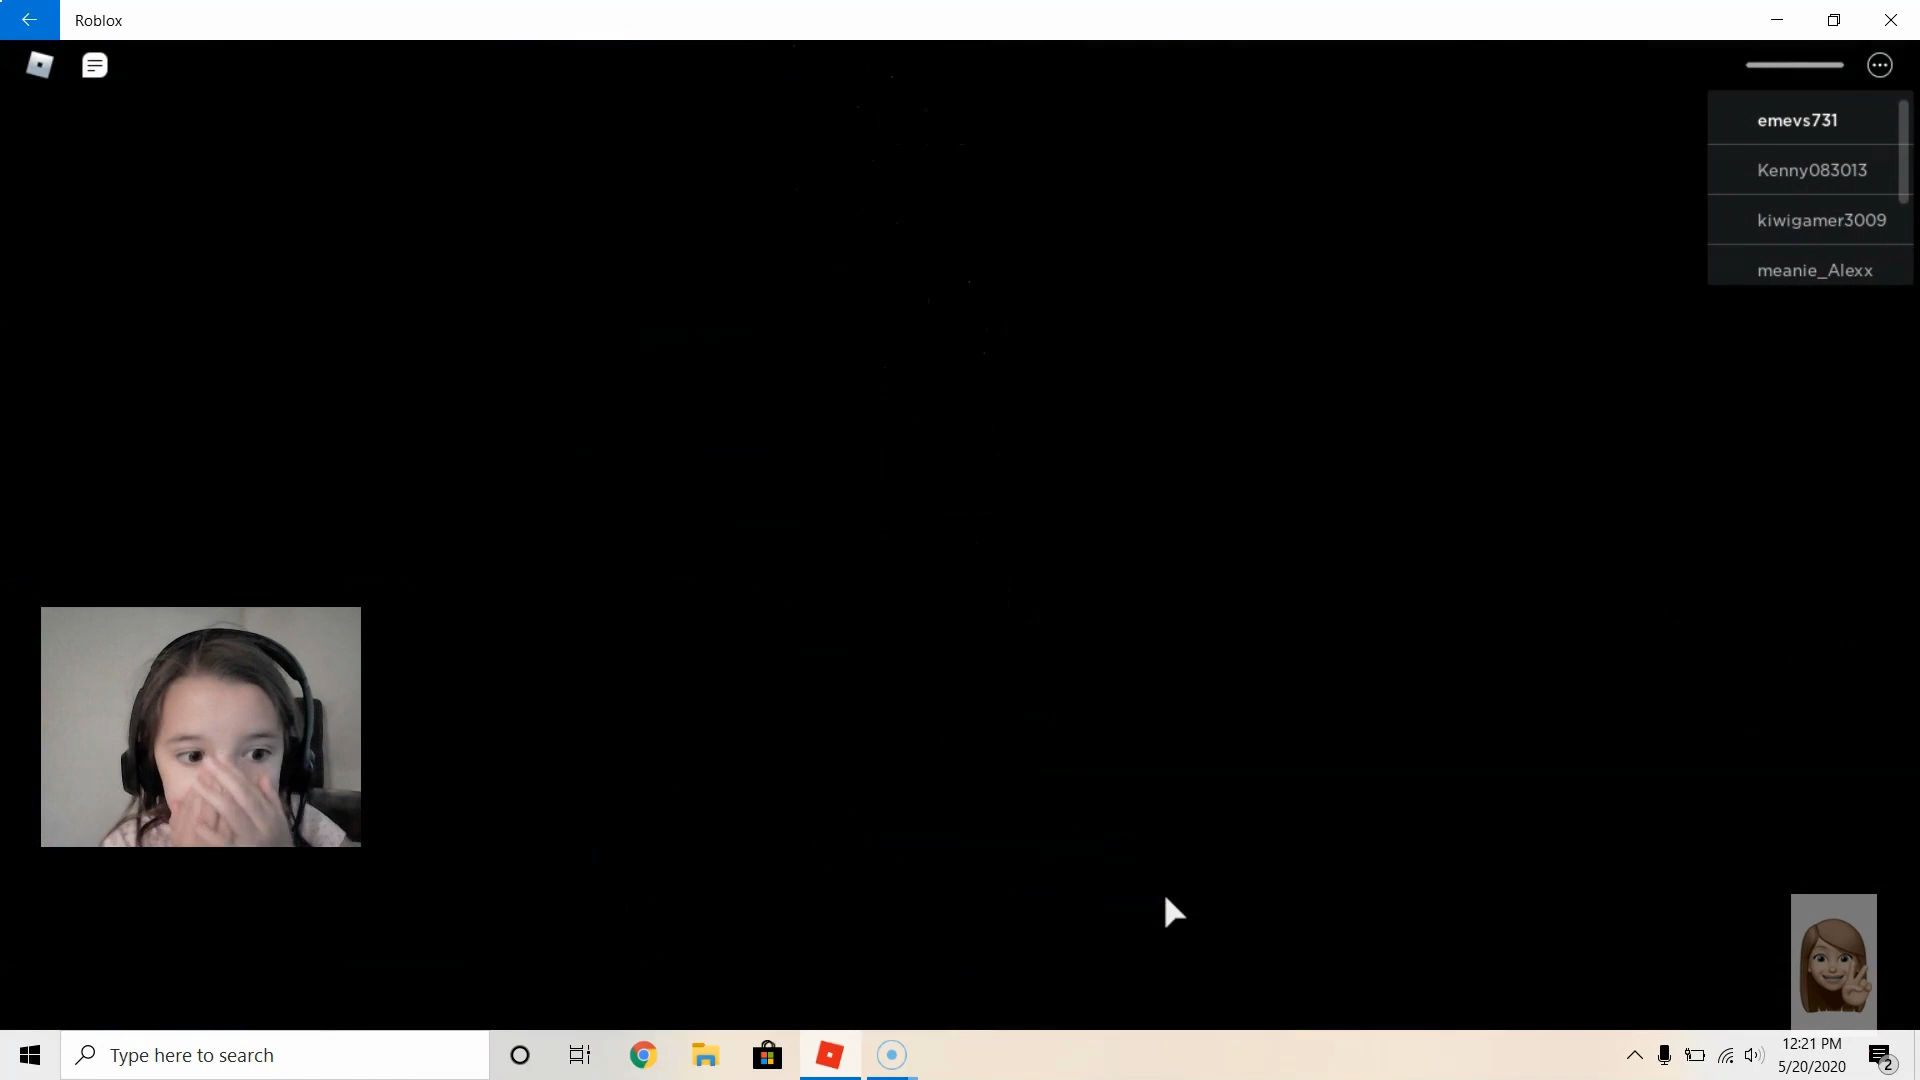 Roblox
emevs731
Kenny083013
kiwigamer3009
meanie_Alexx
Type here to search
12:21 PM
5/20/2020
2